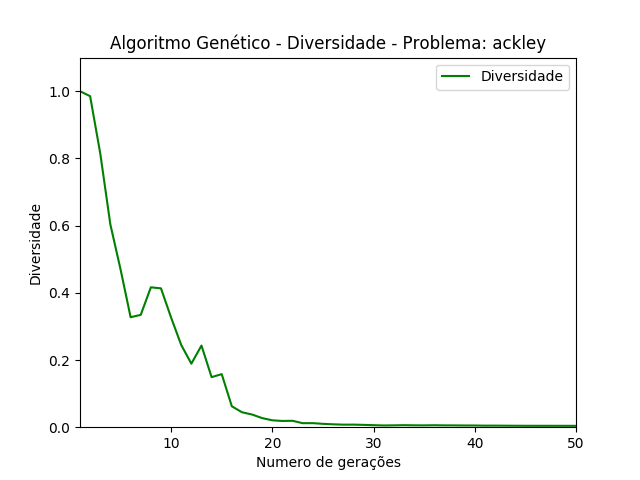 Algoritmo Genético - Diversidade - Problema: ackley
Diversidade
1.0
0.8
0.6
0.4
0.2
0.0
Diversidade
10
20
30
40
50
Numero de gerações